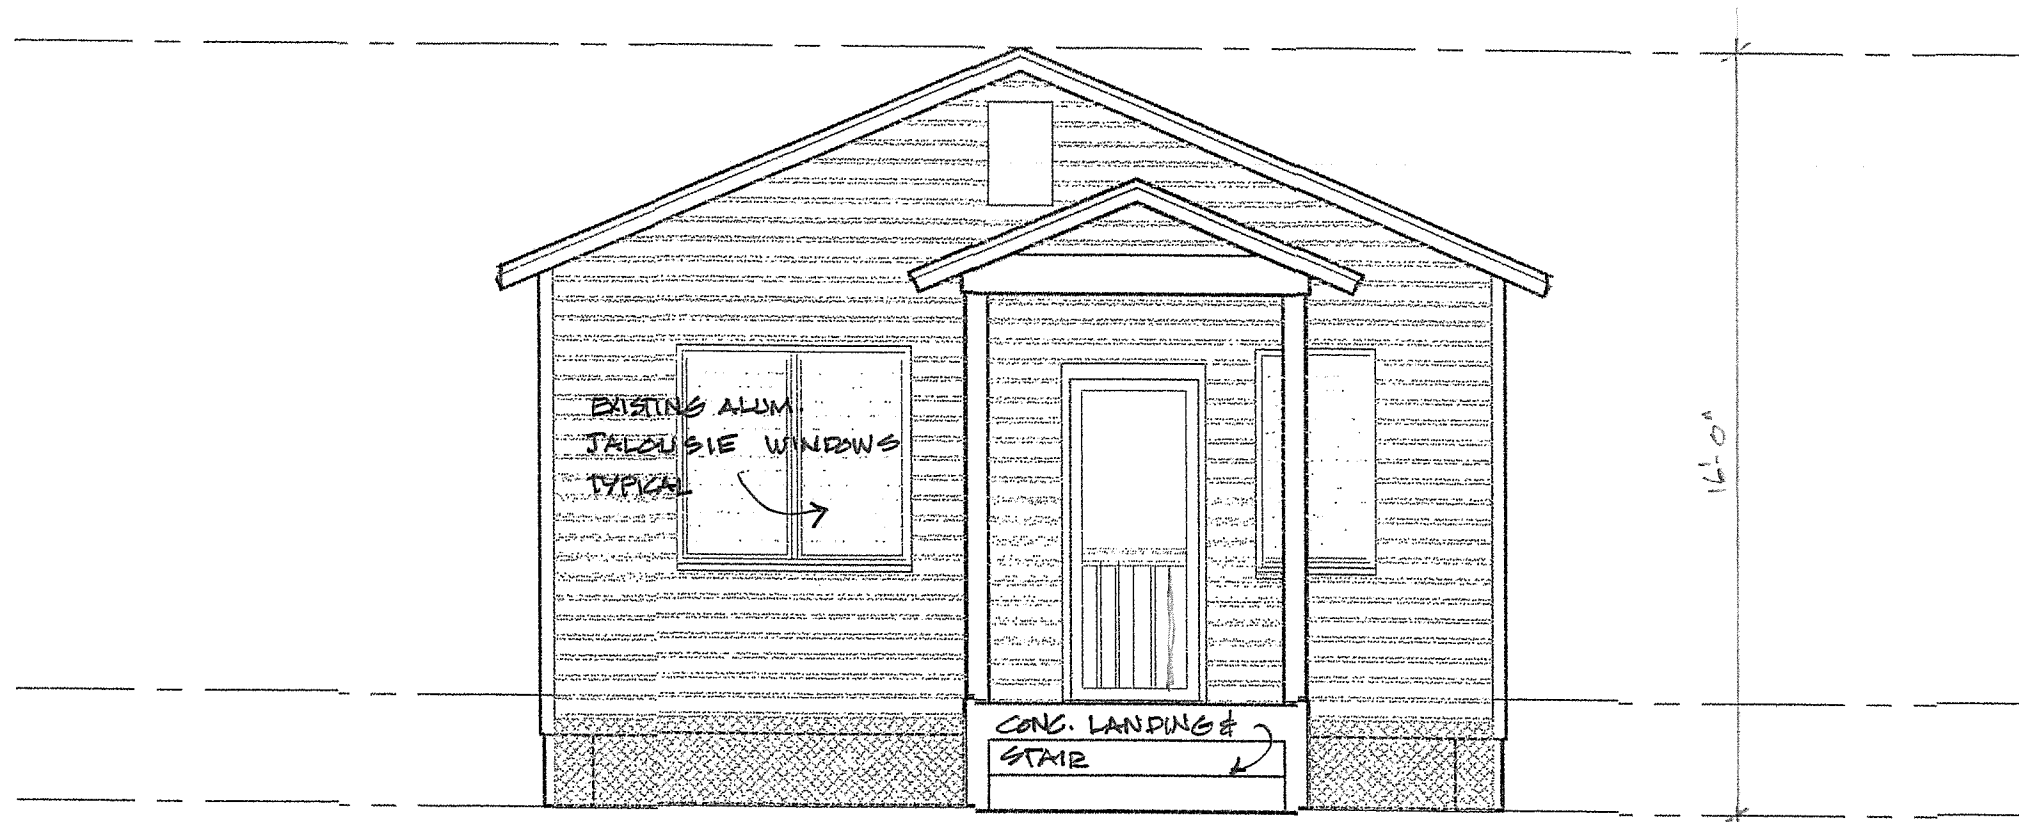 EXISTING ALUM.
JALOUSIE WINDOWS
TYPICAL
16'-0"
CONC. LANDING &
STAIR